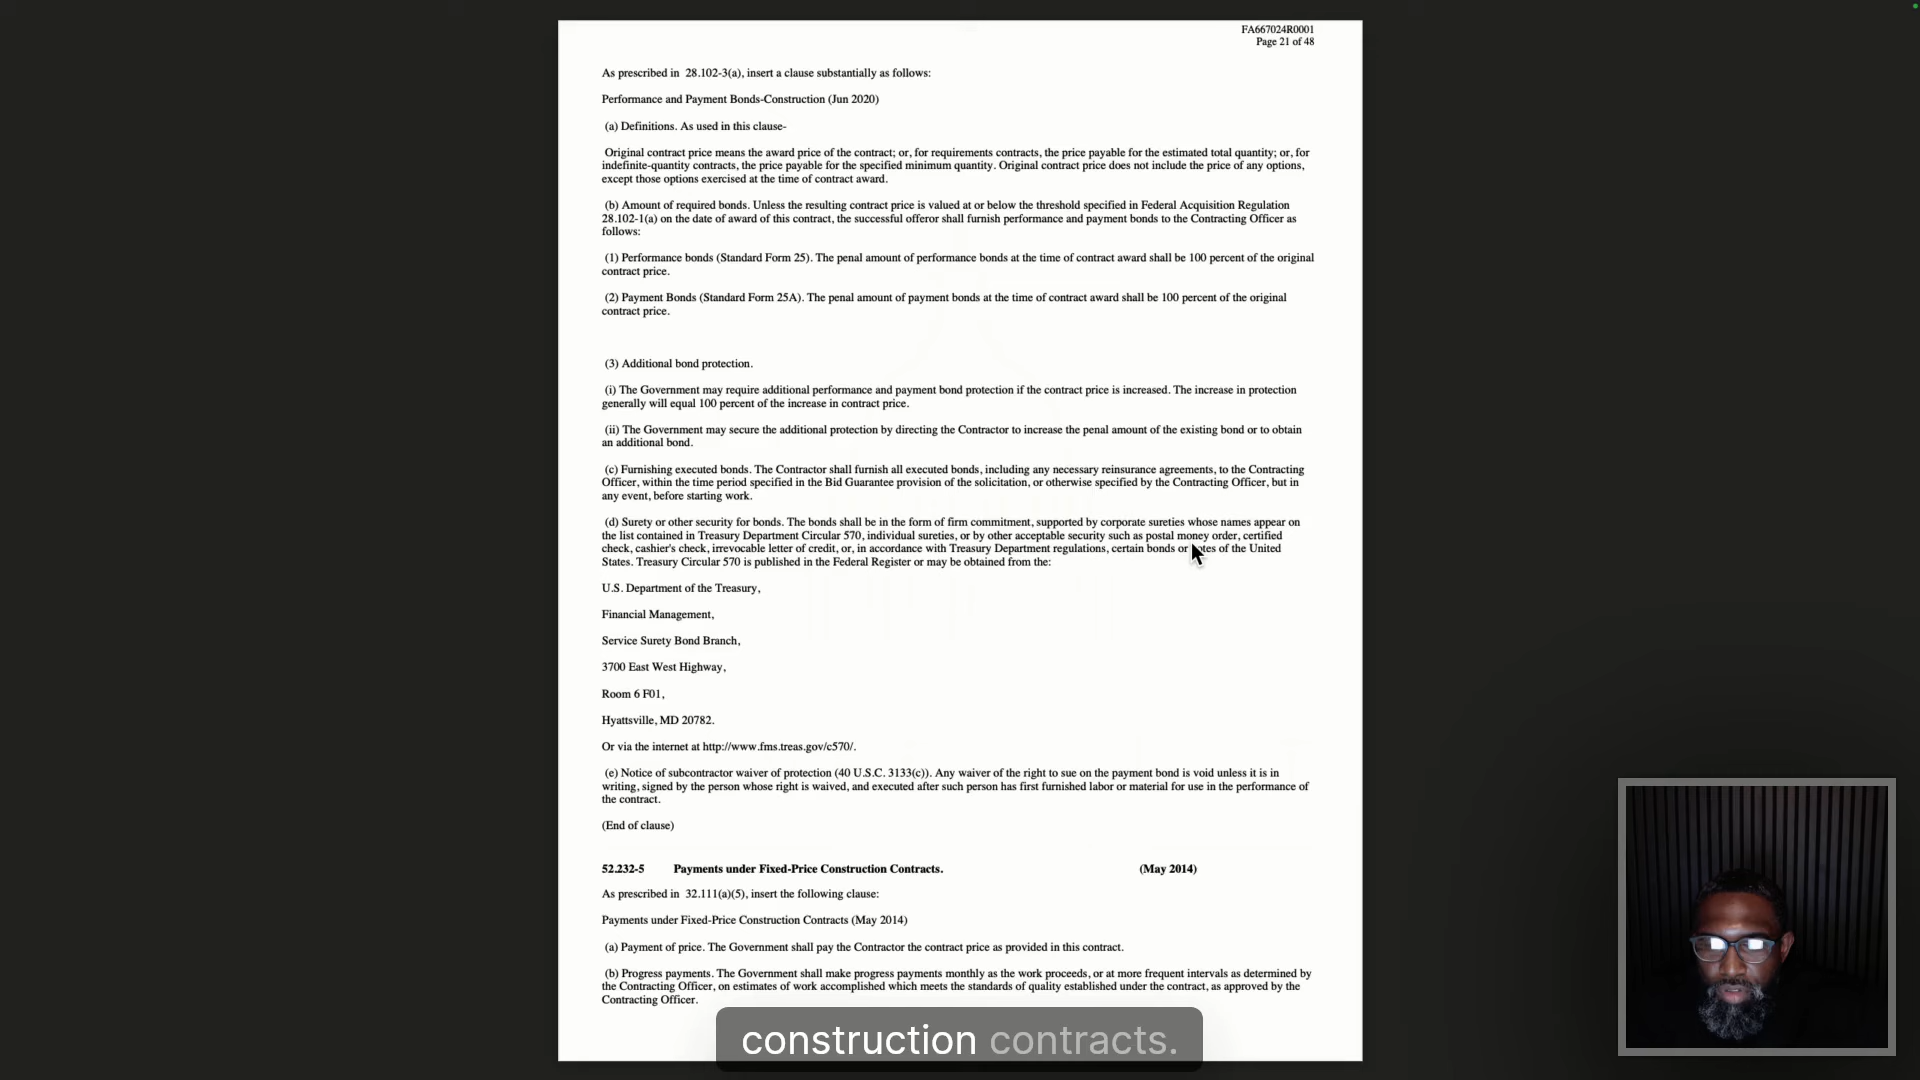 FA667024R0001
Page 21 of 48
As prescribed in 28.102-3(a), insert a clause substantially as follows:
Performance and Payment Bonds-Construction (Jun 2020)
(a) Definitions. As used in this clause-
Original contract price means the award price of the contract; or, for requirements contracts, the price payable for the estimated total quantity; or, for
indefinite-quantity contracts, the price payable for the specified minimum quantity. Original contract price does not include the price of any options,
except those options exercised at the time of contract award.
(b) Amount of required bonds. Unless the resulting contract price is valued at or below the threshold specified in Federal Acquisition Regulation
28.102-1(a) on the date of award of this contract, the successful offeror shall furnish performance and payment bonds to the Contracting Officer as
follows:
(1) Performance bonds (Standard Form 25). The penal amount of performance bonds at the time of contract award shall be 100 percent of the original
contract price.
(2) Payment Bonds (Standard Form 25A). The penal amount of payment bonds at the time of contract award shall be 100 percent of the original
contract price.
(3) Additional bond protection.
(i) The Government may require additional performance and payment bond protection if the contract price is increased. The increase in protection
generally will equal 100 percent of the increase in contract price.
(ii) The Government may secure the additional protection by directing the Contractor to increase the penal amount of the existing bond or to obtain
an additional bond.
(c) Furnishing executed bonds. The Contractor shall furnish all executed bonds, including any necessary reinsurance agreements, to the Contracting
Officer, within the time period specified in the Bid Guarantee provision of the solicitation, or otherwise specified by the Contracting Officer, but in
any event, before starting work.
(d) Surety or other security for bonds. The bonds shall be in the form of firm commitment, supported by corporate sureties whose names appear on
the list contained in Treasury Department Circular 570, individual sureties, or by other acceptable security such as postal money order, certified
check, cashier's check, irrevocable letter of credit, or, in accordance with Treasury Department regulations, certain bonds or notes of the United
States. Treasury Circular 570 is published in the Federal Register or may be obtained from the:
U.S. Department of the Treasury,
Financial Management,
Service Surety Bond Branch,
3700 East West Highway,
Room 6 F01,
Hyattsville, MD 20782.
Or via the internet at http://www.fms.treas.gov/c570/.
(e) Notice of subcontractor waiver of protection (40 U.S.C. 3133(c)). Any waiver of the right to sue on the payment bond is void unless it is in
writing, signed by the person whose right is waived, and executed after such person has first furnished labor or material for use in the performance of
the contract.
(End of clause)
52.232-5 Payments under Fixed-Price Construction Contracts. (May 2014)
As prescribed in 32.111(a)(5), insert the following clause:
Payments under Fixed-Price Construction Contracts (May 2014)
(a) Payment of price. The Government shall pay the Contractor the contract price as provided in this contract.
(b) Progress payments. The Government shall make progress payments monthly as the work proceeds, or at more frequent intervals as determined by
the Contracting Officer, on estimates of work accomplished which meets the standards of quality established under the contract, as approved by the
Contracting Officer.
construction contracts.